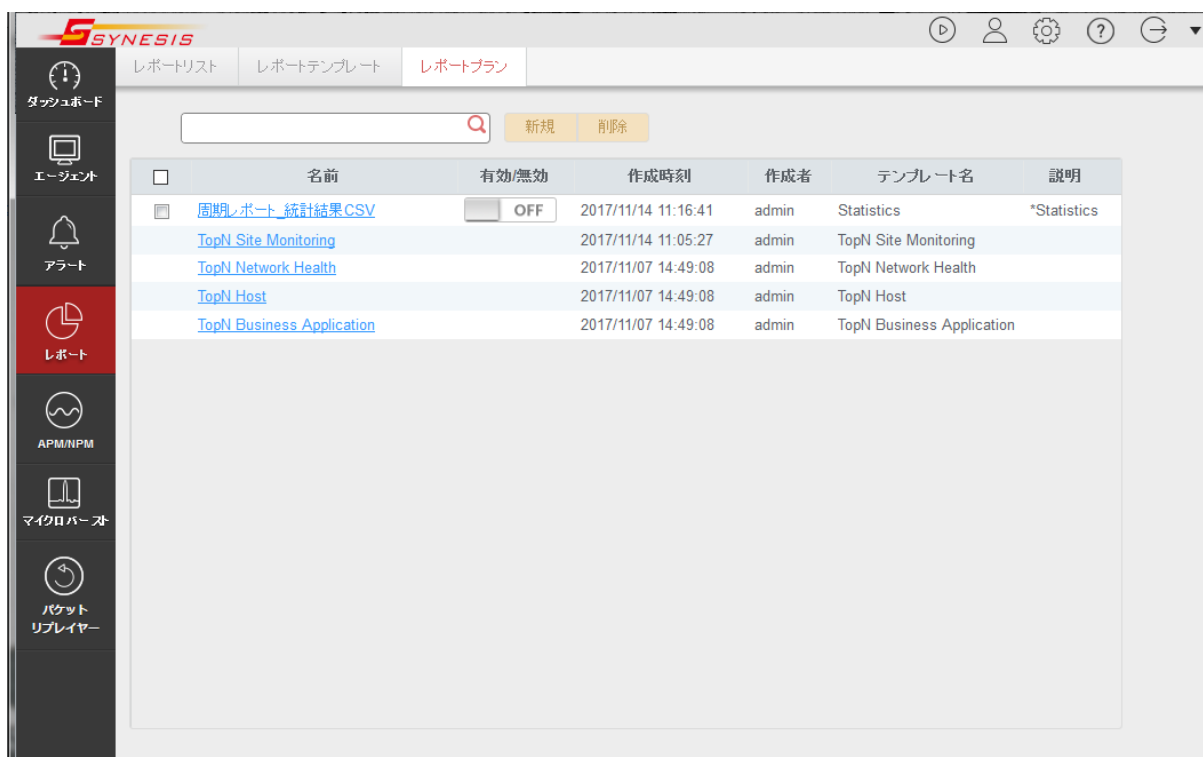 SYNESIS
レポートリスト レポートテンプレート レポートプラン
ダッシュボード
エージェント
アラート
レポート
APM/NPM
マイクロバースト
パケット
リプレイヤー
新規 削除
名前 有効/無効 作成時刻 作成者 テンプレート名 説明
周期レポート_統計結果CSV OFF 2017/11/14 11:16:41 admin Statistics *Statistics
TopN Site Monitoring 2017/11/14 11:05:27 admin TopN Site Monitoring
TopN Network Health 2017/11/07 14:49:08 admin TopN Network Health
TopN Host 2017/11/07 14:49:08 admin TopN Host
TopN Business Application 2017/11/07 14:49:08 admin TopN Business Application